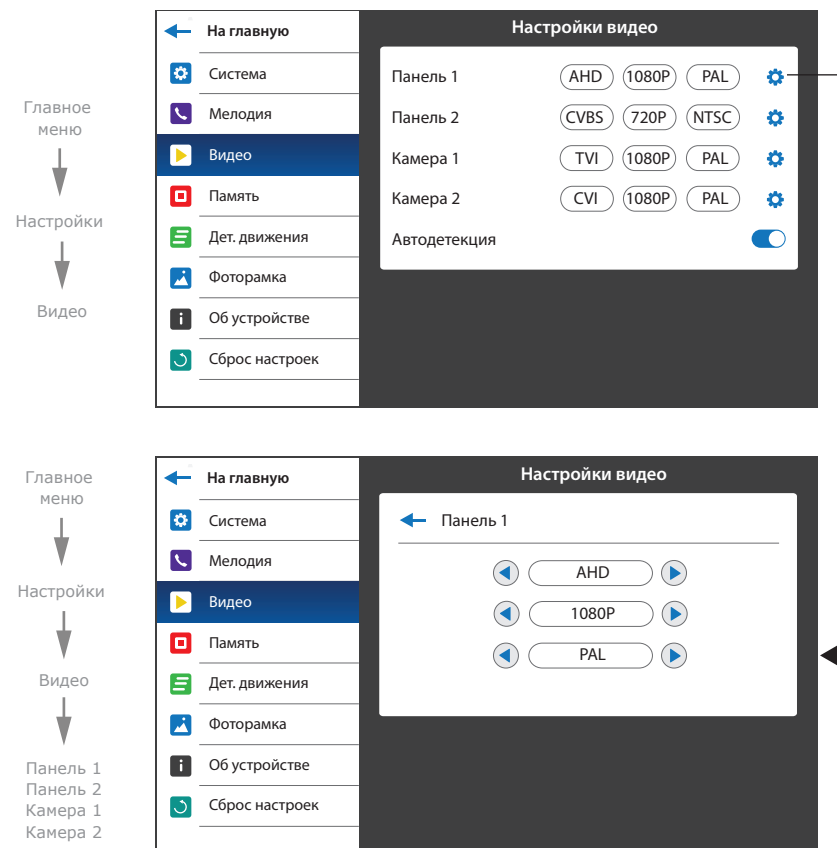 Главное
меню
Настройки
Видео
На главную
Система
Мелодия
Видео
Память
Дет. движения
Фоторамка
Об устройстве
Сброс настроек
Настройки видео
Панель 1 AHD 1080P PAL
Панель 2 CVBS 720P NTSC
Камера 1 TVI 1080P PAL
Камера 2 CVI 1080P PAL
Автодетекция
Главное
меню
Настройки
Видео
Панель 1
Панель 2
Камера 1
Камера 2
На главную
Система
Мелодия
Видео
Память
Дет. движения
Фоторамка
Об устройстве
Сброс настроек
Настройки видео
Панель 1
AHD
1080P
PAL